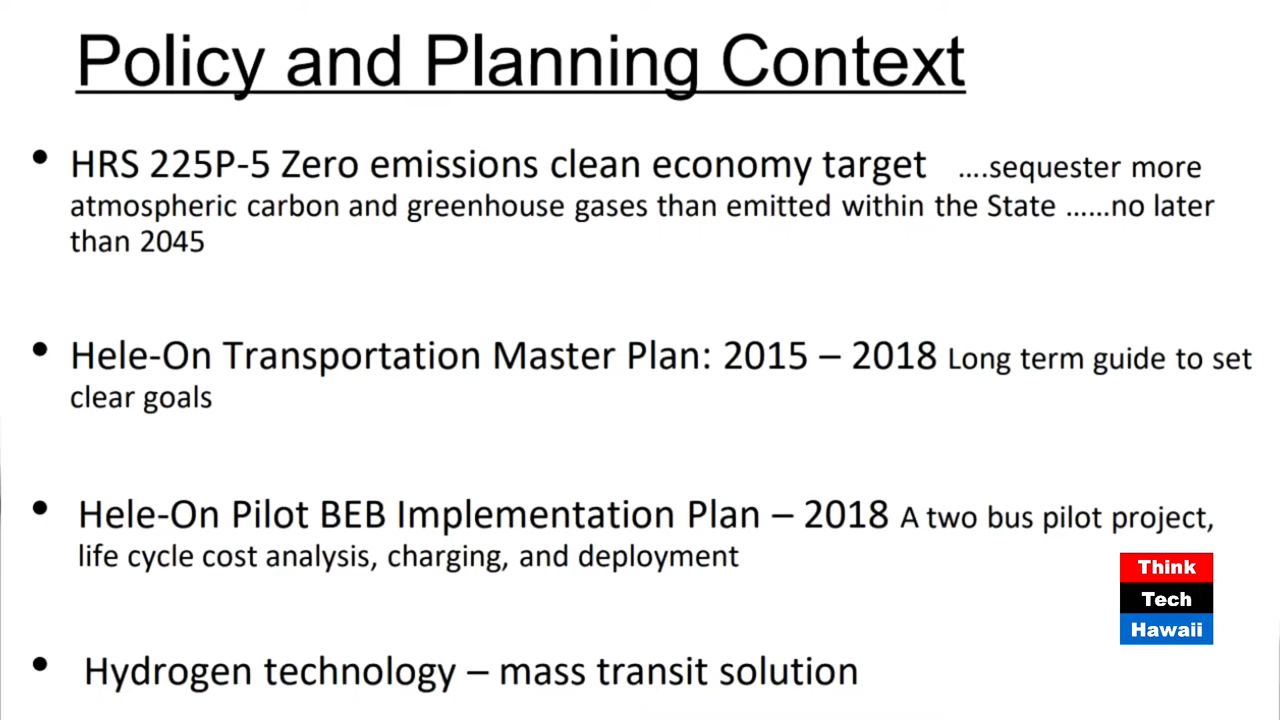 Policy and Planning Context
• HRS 225P-5 Zero emissions clean economy target ....sequester more
atmospheric carbon and greenhouse gases than emitted within the State ......no later
than 2045
• Hele-On Transportation Master Plan: 2015 – 2018 Long term guide to set
clear goals
• Hele-On Pilot BEB Implementation Plan – 2018 A two bus pilot project,
life cycle cost analysis, charging, and deployment
Think
Tech
Hawaii
• Hydrogen technology – mass transit solution